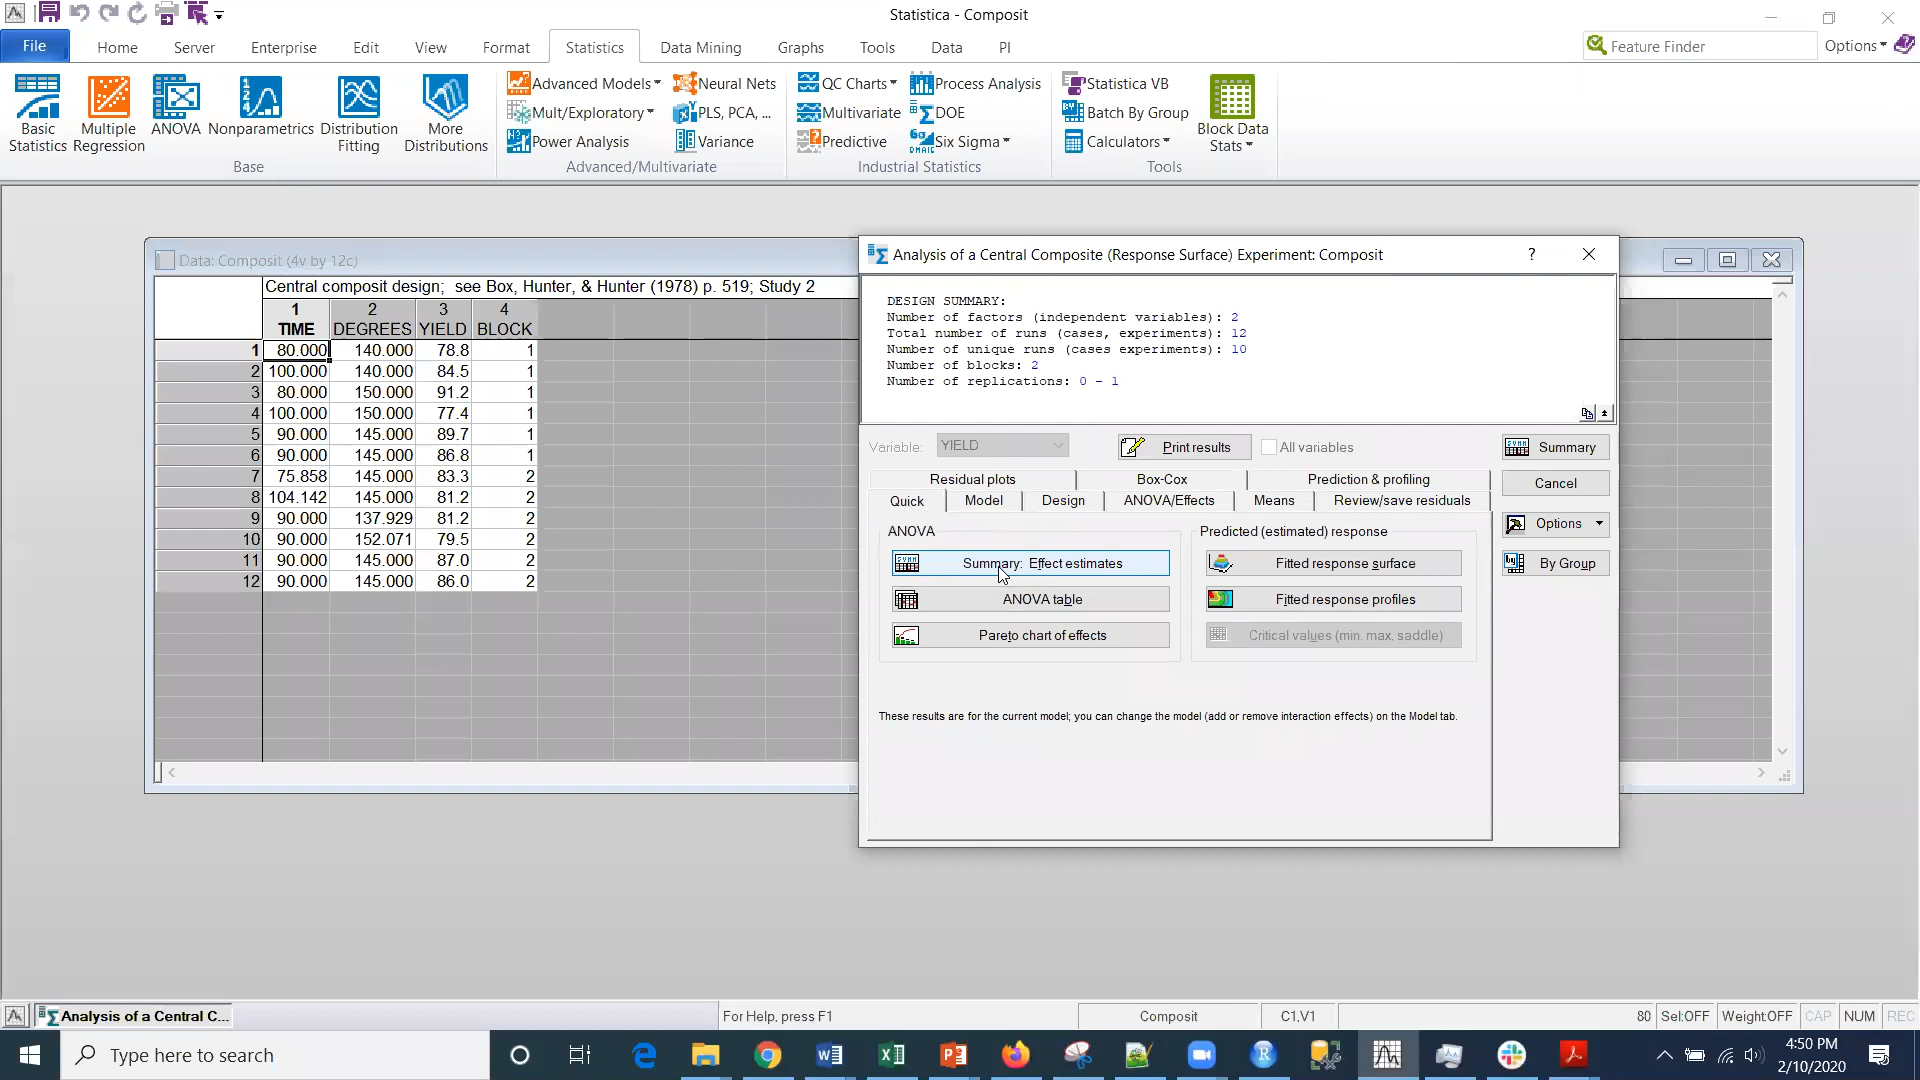 Statistica - Composit
File Home Server Enterprise Edit View Format Statistics Data Mining Graphs Tools Data PI
Feature Finder
Options
Basic Statistics
Multiple Regression
ANOVA
Nonparametrics
Distribution Fitting
More Distributions
Base
Advanced Models
Mult/Exploratory
Power Analysis
Neural Nets
PLS, PCA, ...
Variance
Advanced/Multivariate
QC Charts
Multivariate
Predictive
Process Analysis
DOE
Six Sigma
Industrial Statistics
Statistica VB
Batch By Group
Calculators
Block Data Stats
Tools
Data: Composit (4v by 12c)
Central composit design; see Box, Hunter, & Hunter (1978) p. 519; Study 2
1 2 3 4
TIME DEGREES YIELD BLOCK
1 80.000 140.000 78.8 1
2 100.000 140.000 84.5 1
3 80.000 150.000 91.2 1
4 100.000 150.000 77.4 1
5 90.000 145.000 89.7 1
6 90.000 145.000 86.8 1
7 75.858 145.000 83.3 2
8 104.142 145.000 81.2 2
9 90.000 137.929 81.2 2
10 90.000 152.071 79.5 2
11 90.000 145.000 87.0 2
12 90.000 145.000 86.0 2
Analysis of a Central Composite (Response Surface) Experiment: Composit
?
DESIGN SUMMARY:
Number of factors (independent variables): 2
Total number of runs (cases, experiments): 12
Number of unique runs (cases experiments): 10
Number of blocks: 2
Number of replications: 0 - 1
Variable: YIELD
Print results
All variables
Summary
Cancel
Options
By Group
Residual plots Box-Cox Prediction & profiling
Quick Model Design ANOVA/Effects Means Review/save residuals
ANOVA
Summary: Effect estimates
ANOVA table
Pareto chart of effects
Predicted (estimated) response
Fitted response surface
Fitted response profiles
Critical values (min. max, saddle)
These results are for the current model; you can change the model (add or remove interaction effects) on the Model tab.
Analysis of a Central C...
For Help, press F1
Composit
C1,V1
80 Sel:OFF Weight:OFF CAP NUM REC
Type here to search
4:50 PM
2/10/2020